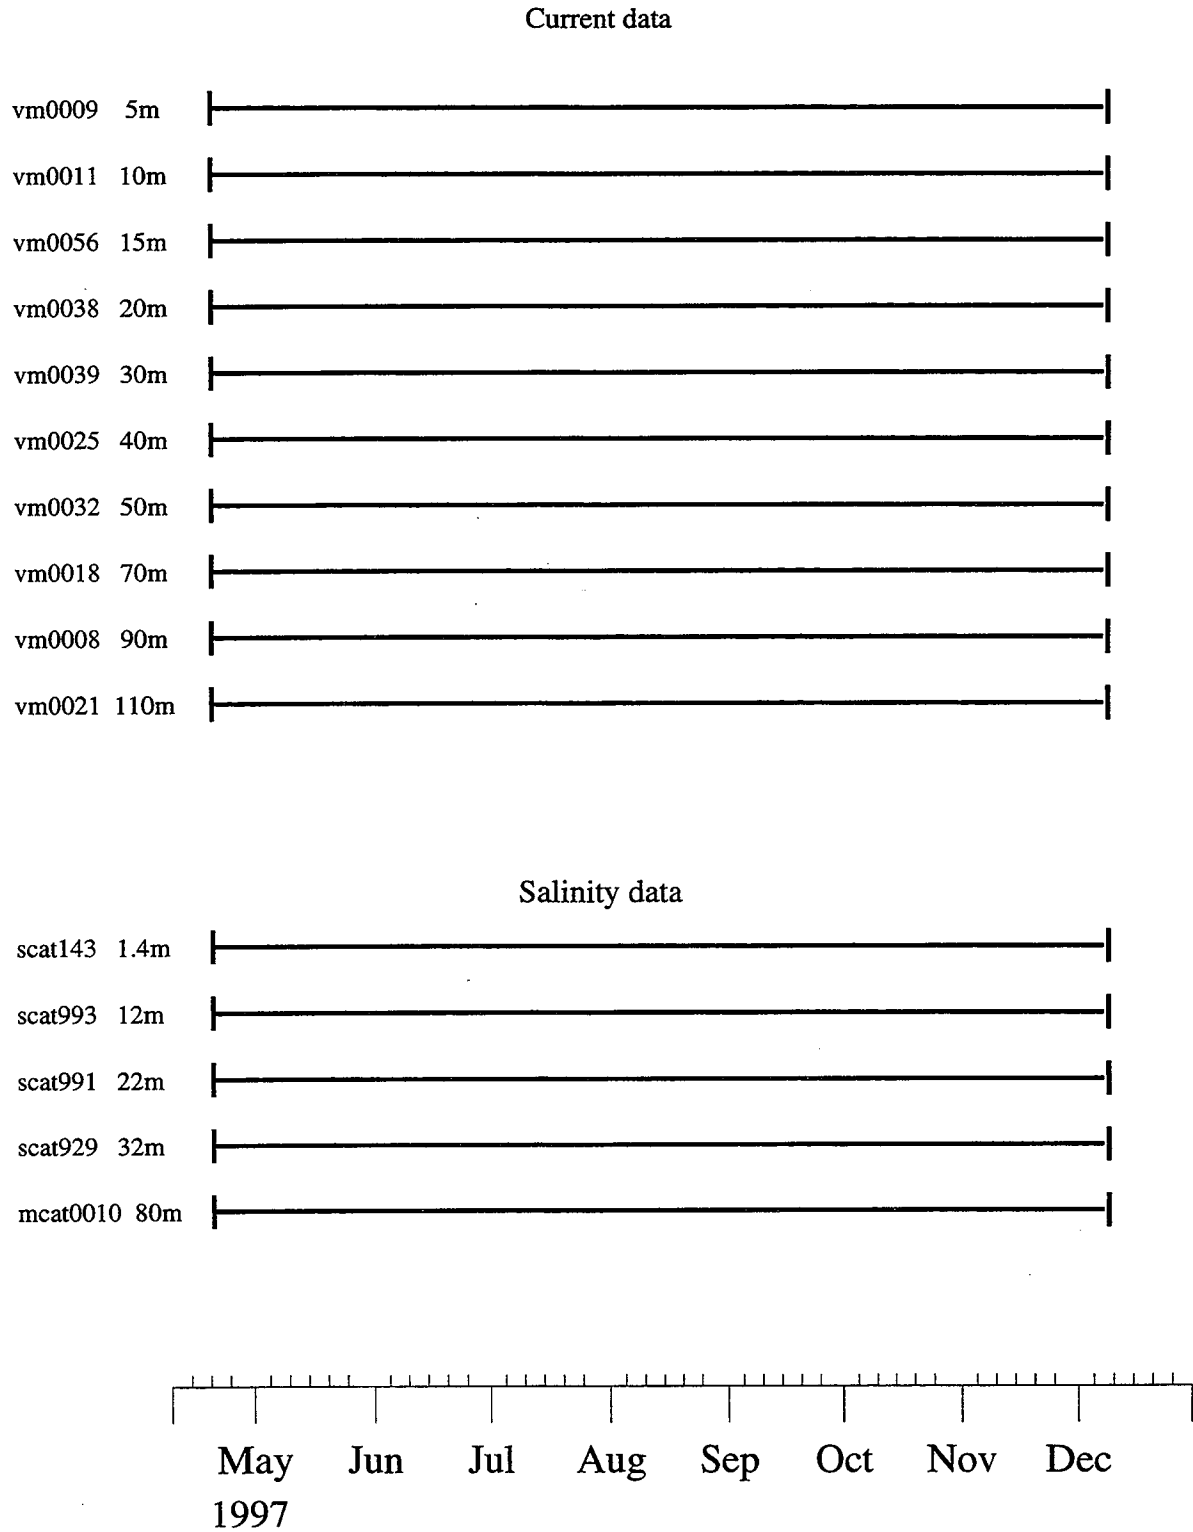 Current data
vm0009 5m
vm0011 10m
vm0056 15m
vm0038 20m
vm0039 30m
vm0025 40m
vm0032 50m
vm0018 70m
vm0008 90m
vm0021 110m
Salinity data
scat143 1.4m
scat993 12m
scat991 22m
scat929 32m
mcat0010 80m
May Jun Jul Aug Sep Oct Nov Dec
1997